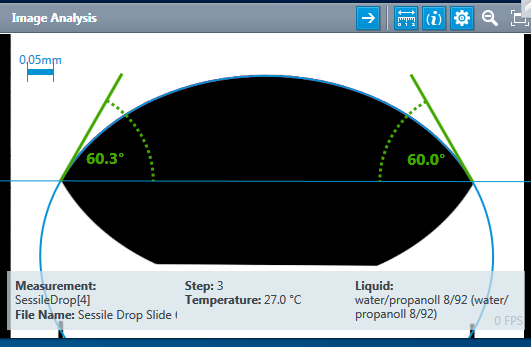 Image Analysis
0,05mm
60.3°
60.0°
Measurement:
SessileDrop[4]
File Name: Sessile Drop Slide
Step: 3
Temperature: 27.0 °C
Liquid:
water/propanoll 8/92 (water/
propanoll 8/92)
0 FPS